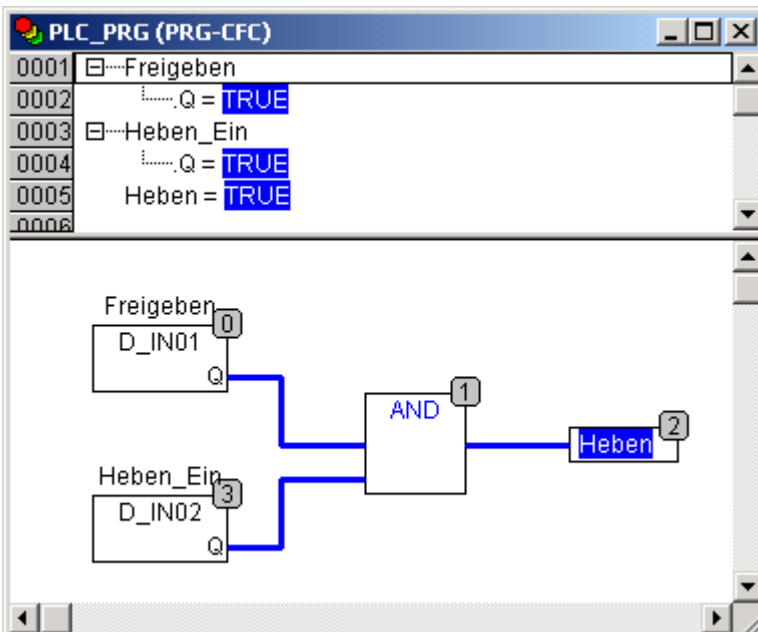 PLC_PRG (PRG-CFC)
0001 Freigeben
0002 .Q = TRUE
0003 Heben_Ein
0004 .Q = TRUE
0005 Heben = TRUE
0006
Freigeben
0
D_IN01
Q
AND
1
Heben
2
Heben_Ein
3
D_IN02
Q